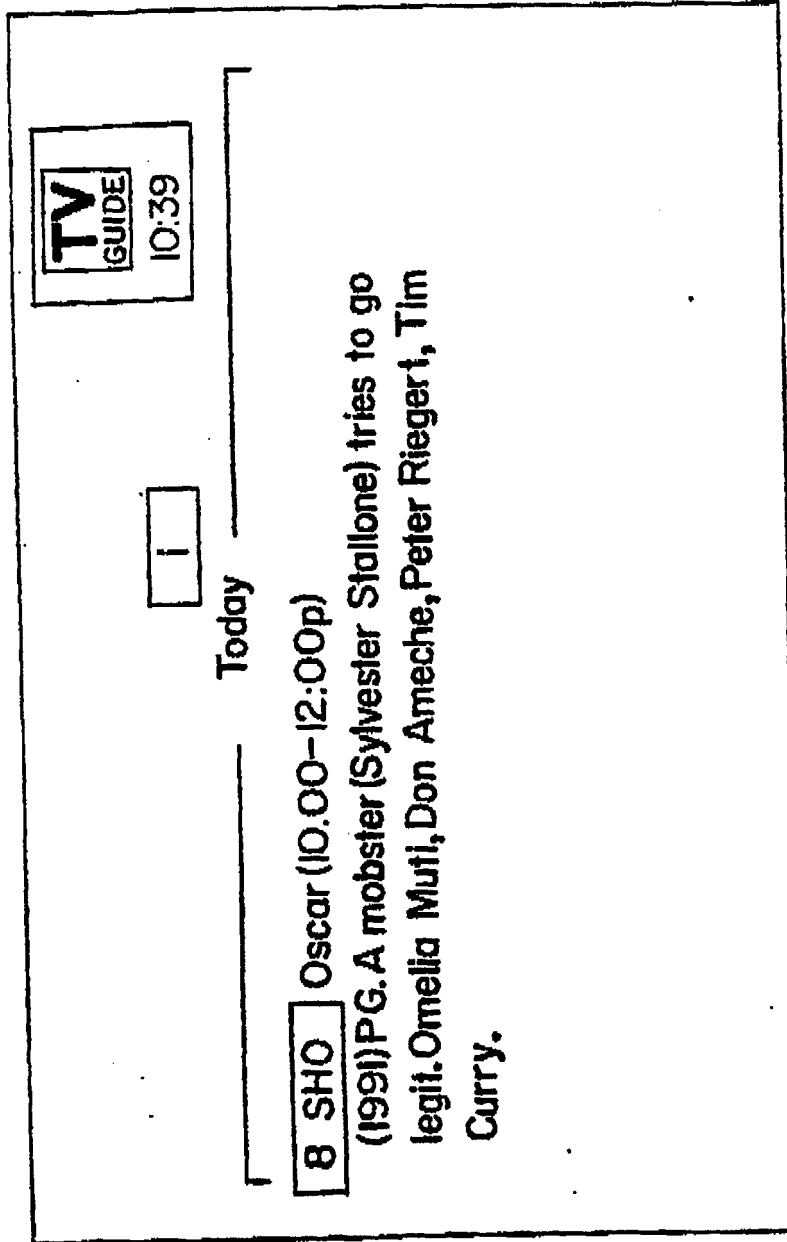 TV
GUIDE
10:39
i
Today
8 SHO Oscar (10.00-12:00p)
(1991) PG. A mobster (Sylvester Stallone) tries to go
legit. Omelia Muti, Don Ameche, Peter Riegert, Tim
Curry.